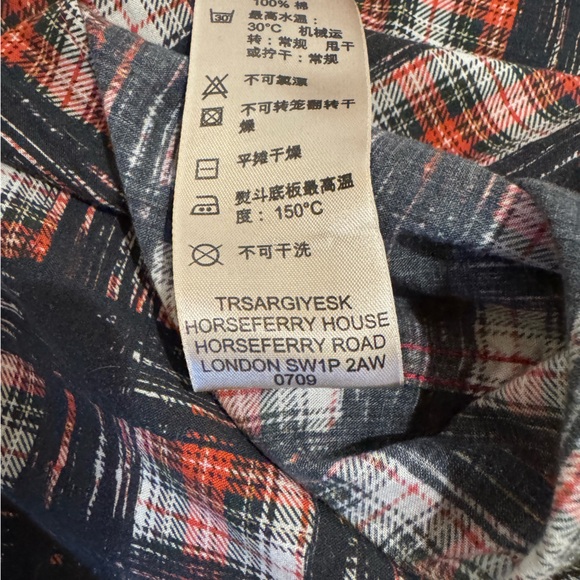 100% 棉
最高水温：
30°C 机械运
转：常规 甩干
或拧干：常规
30
不可氯漂
不可转笼翻转干
燥
平摊干燥
熨斗底板最高温
度：150°C
不可干洗
TRSARGIYESK
HORSEFERRY HOUSE
HORSEFERRY ROAD
LONDON SW1P 2AW
0709